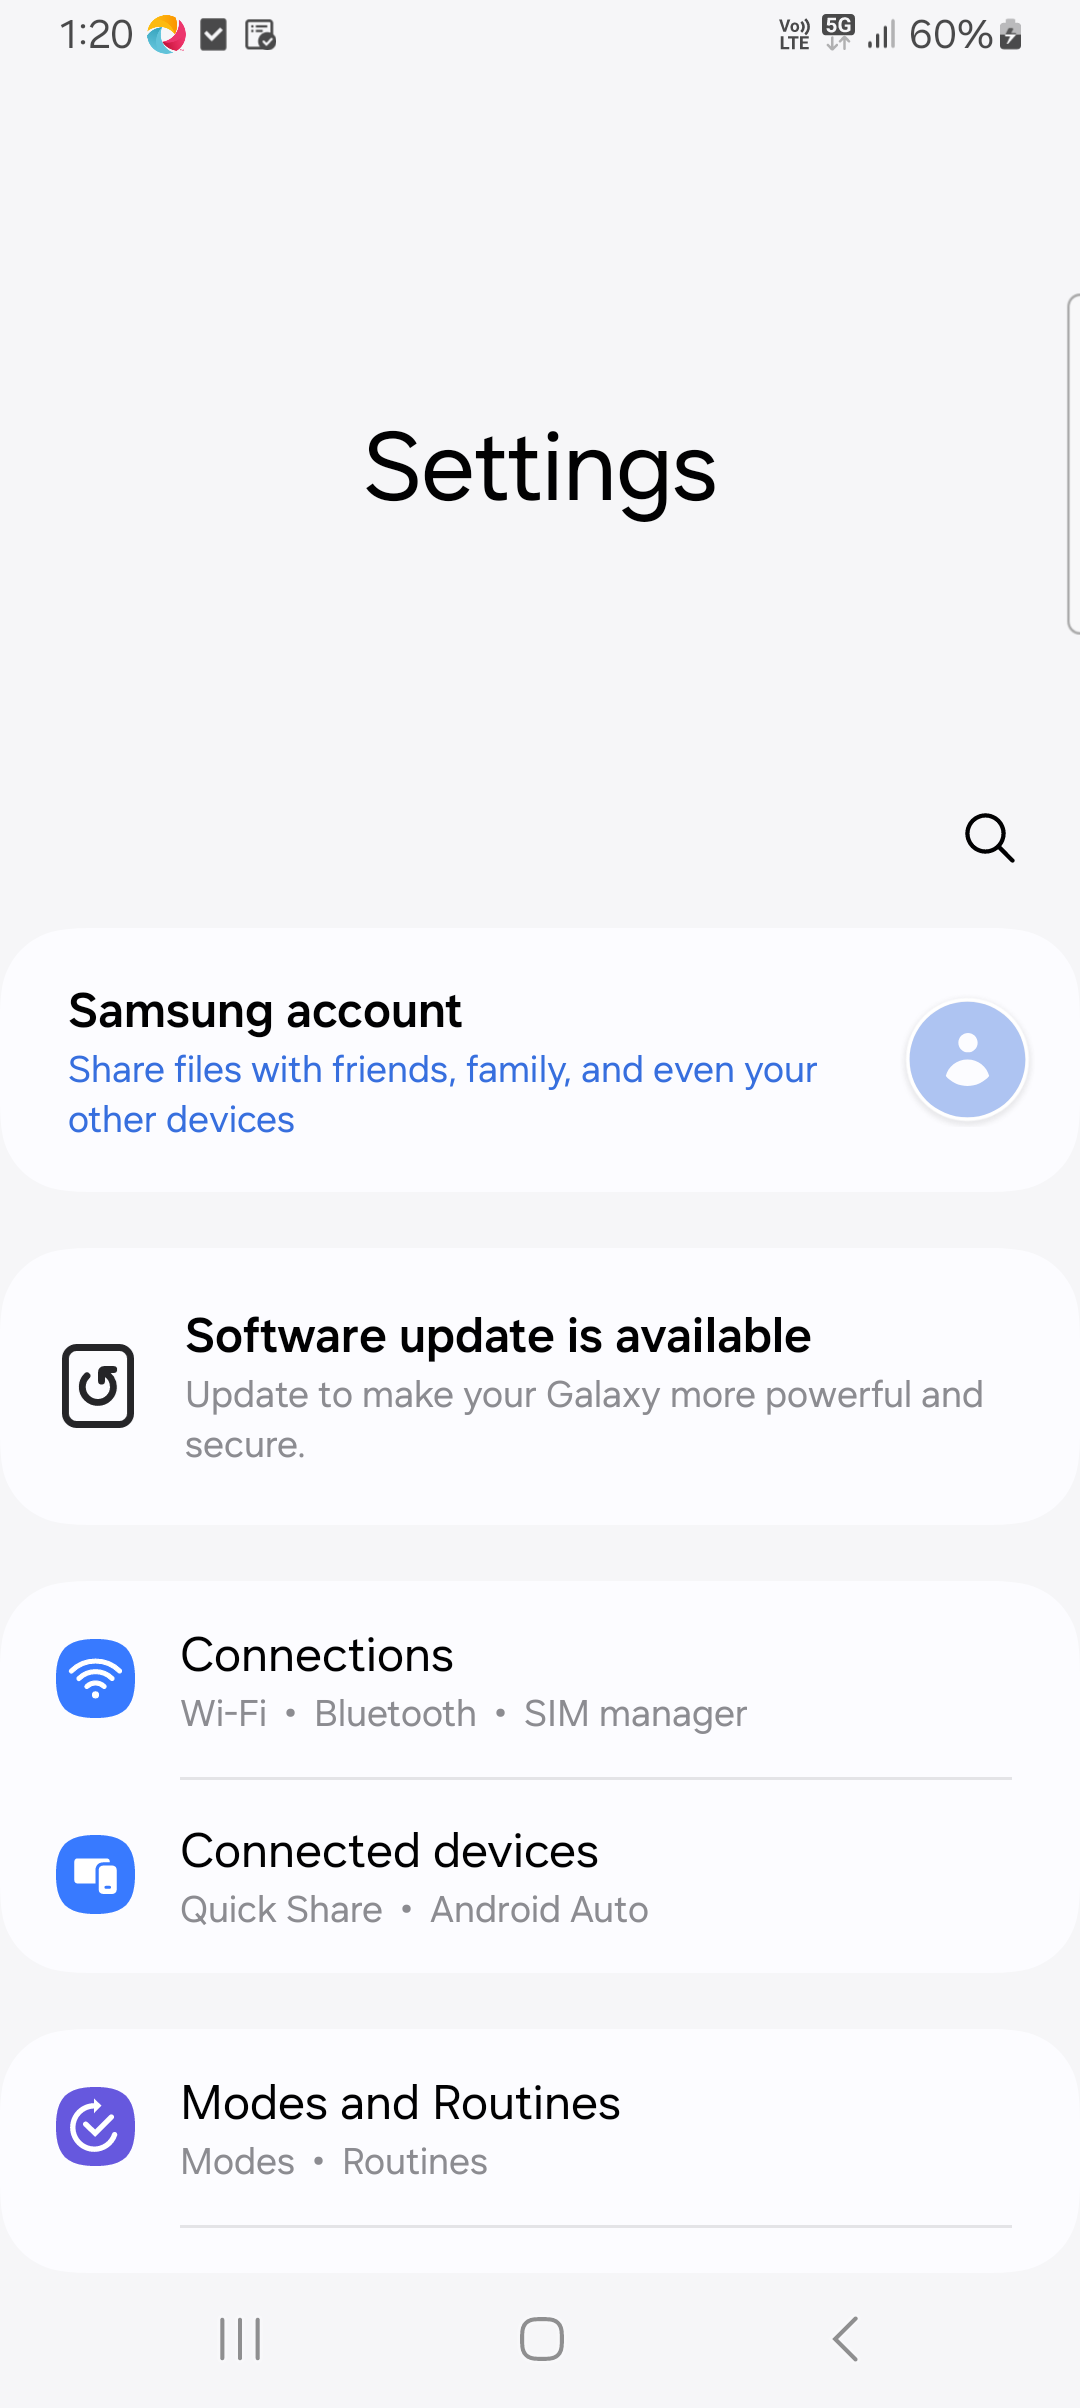 1:20
Vo)) LTE 5G 60%
Settings
Samsung account
Share files with friends, family, and even your
other devices
Software update is available
Update to make your Galaxy more powerful and
secure.
Connections
Wi-Fi • Bluetooth • SIM manager
Connected devices
Quick Share • Android Auto
Modes and Routines
Modes • Routines